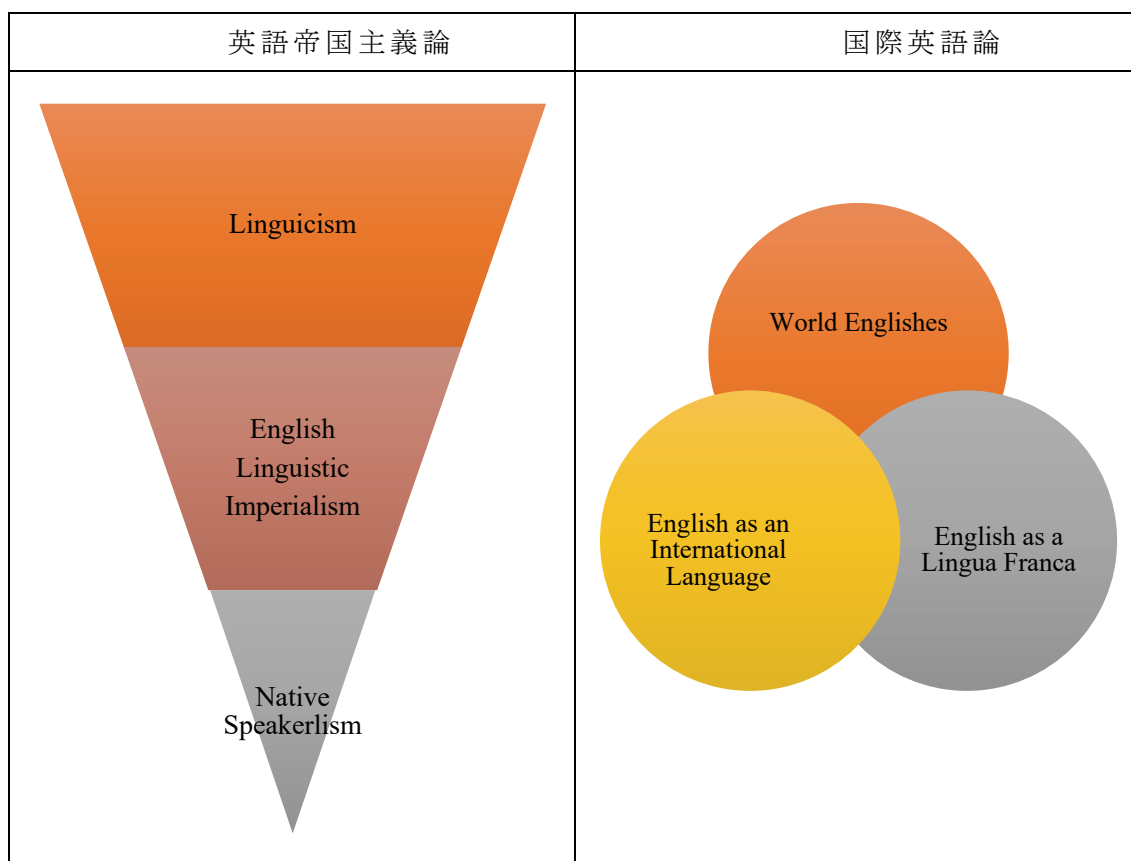 英語帝国主義論
国際英語論
Linguicism
English
Linguistic
Imperialism
Native
Speakerlism
World Englishes
English as an
International
Language
English as a
Lingua Franca